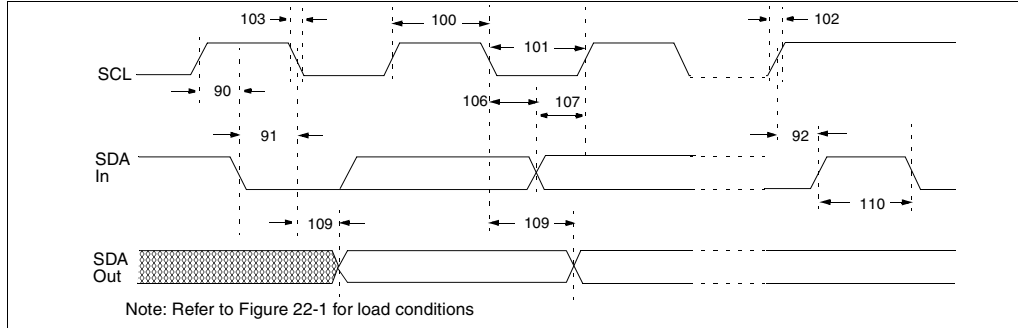 103
100
102
101
SCL
90
106
107
91
92
SDA
In
110
109
109
SDA
Out
Note: Refer to Figure 22-1 for load conditions